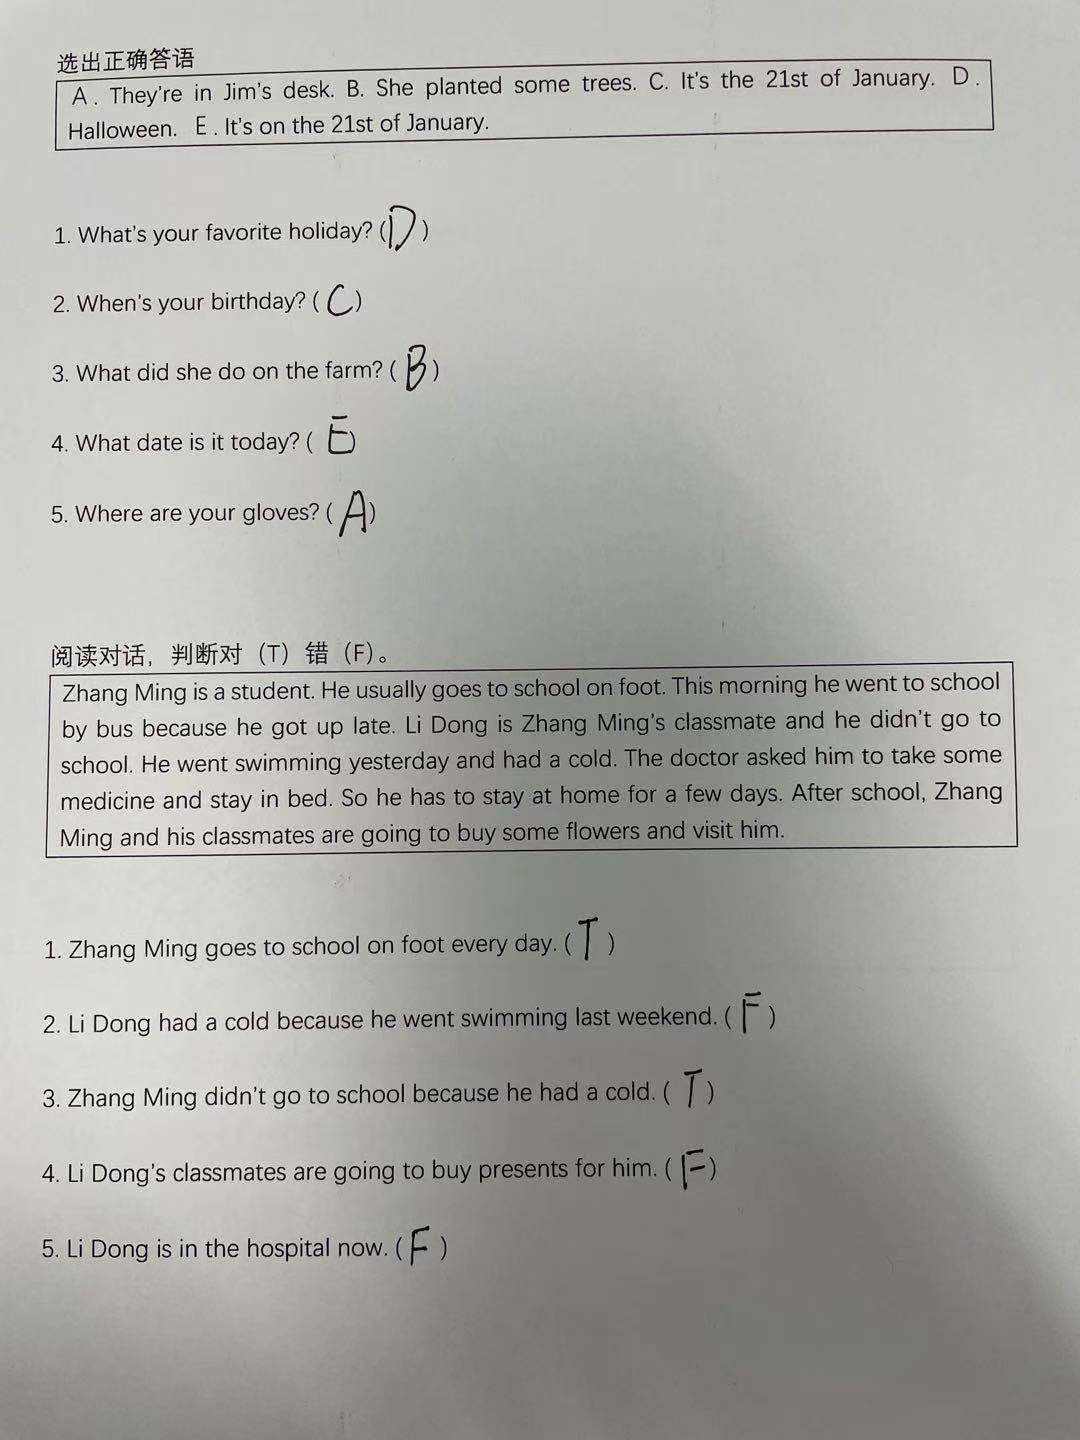 选出正确答语
A. They're in Jim's desk. B. She planted some trees. C. It's the 21st of January. D.
Halloween. E. It's on the 21st of January.
1. What's your favorite holiday? (D)
2. When's your birthday? (C)
3. What did she do on the farm? (B)
4. What date is it today? (E)
5. Where are your gloves? (A)
阅读对话，判断对（T）错（F）。
Zhang Ming is a student. He usually goes to school on foot. This morning he went to school
by bus because he got up late. Li Dong is Zhang Ming's classmate and he didn't go to
school. He went swimming yesterday and had a cold. The doctor asked him to take some
medicine and stay in bed. So he has to stay at home for a few days. After school, Zhang
Ming and his classmates are going to buy some flowers and visit him.
1. Zhang Ming goes to school on foot every day. (T)
2. Li Dong had a cold because he went swimming last weekend. (F)
3. Zhang Ming didn't go to school because he had a cold. (T)
4. Li Dong's classmates are going to buy presents for him. (F)
5. Li Dong is in the hospital now. (F)